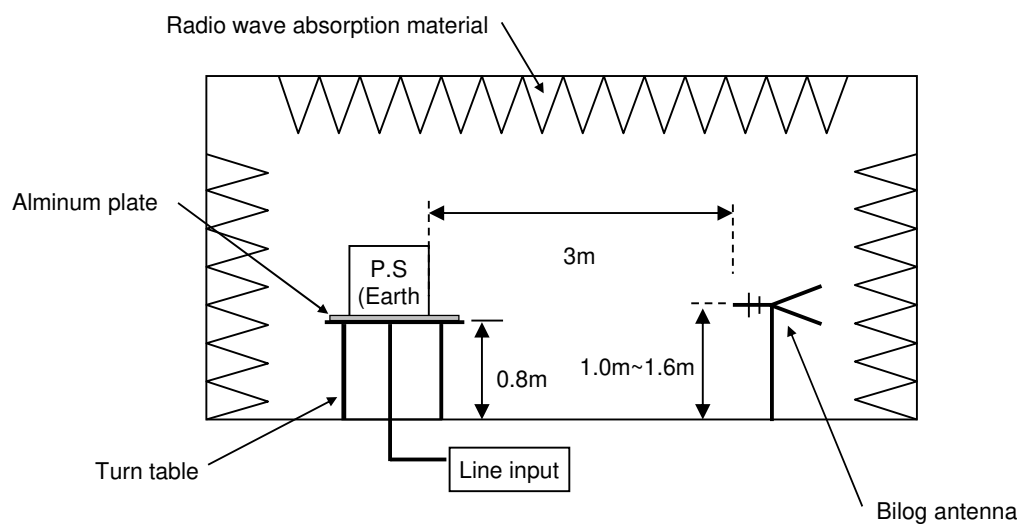 Radio wave absorption material
Alminum plate
P.S
(Earth
3m
0.8m
1.0m~1.6m
Turn table
Line input
Bilog antenna